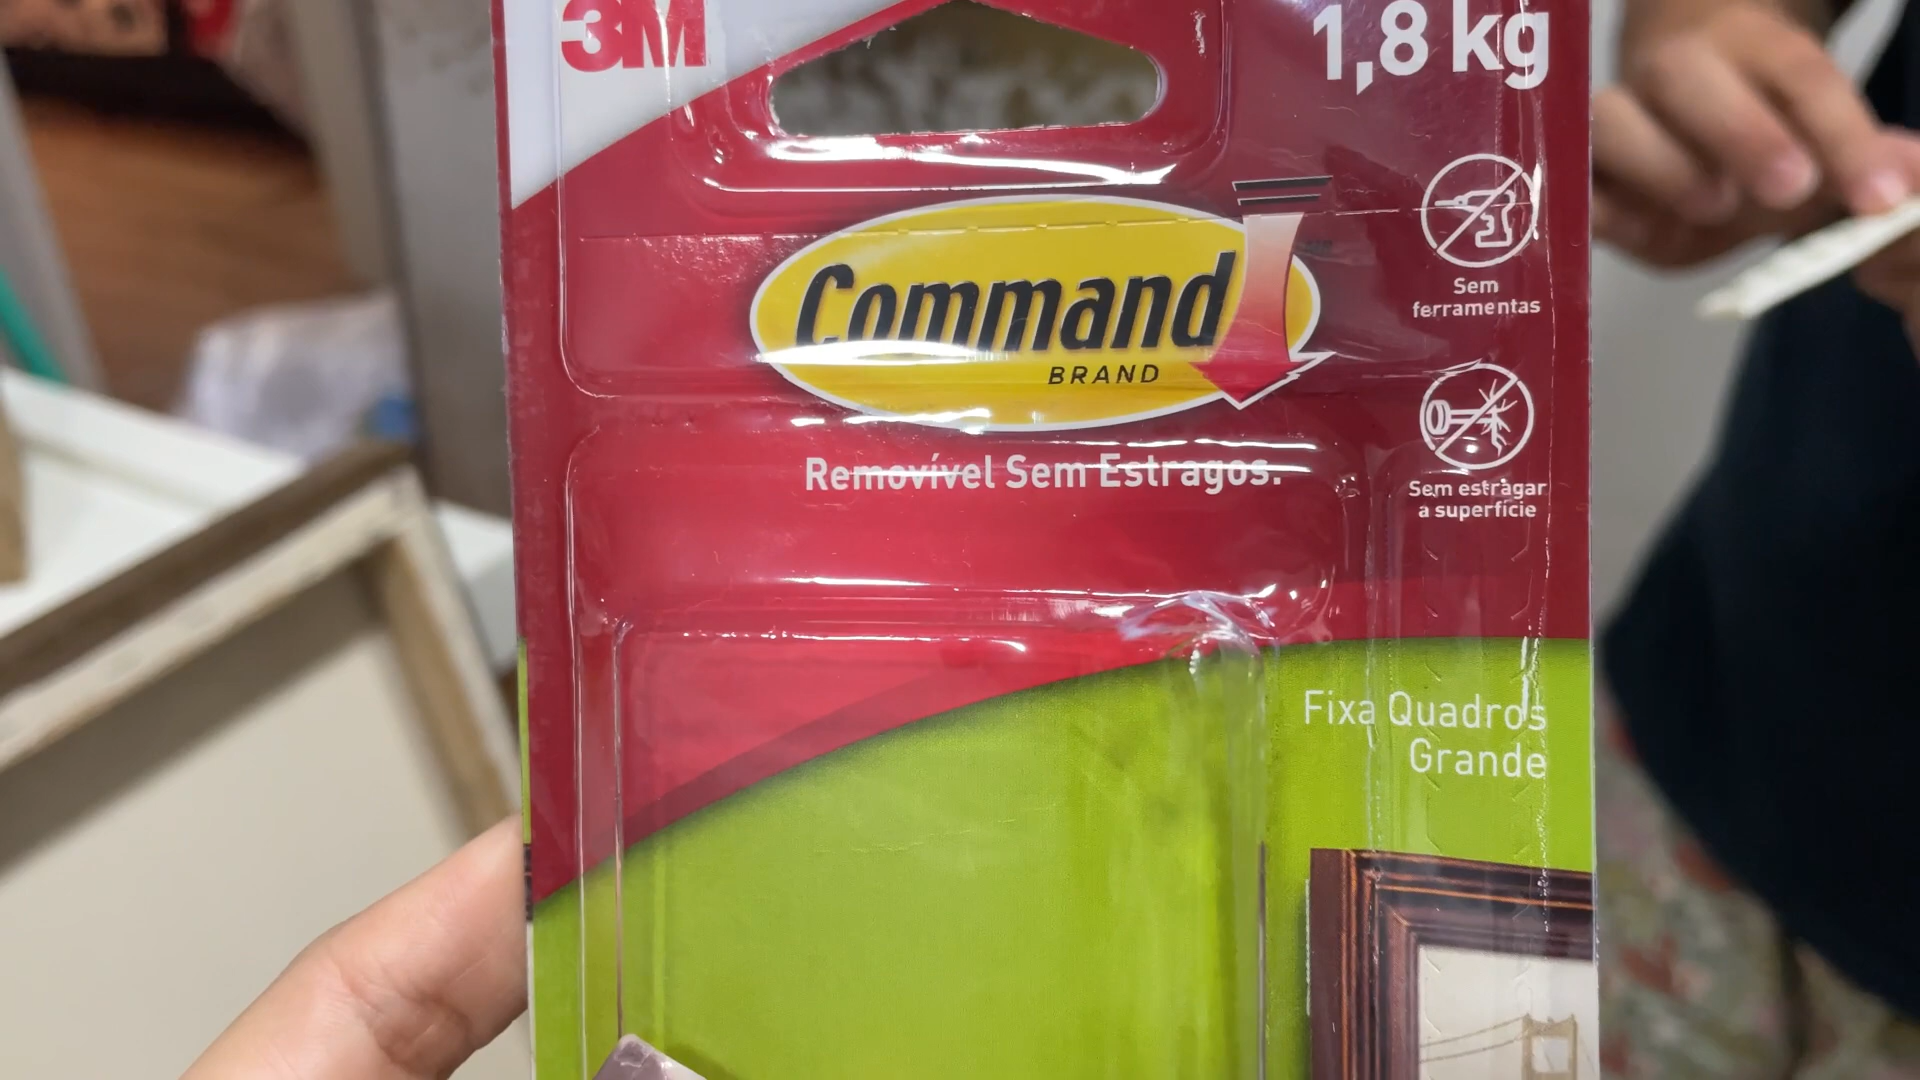 3M
1,8 kg
Command
BRAND
Removível Sem Estragos.
Sem
ferramentas
Sem estragar
a superfície
Fixa Quadros
Grande